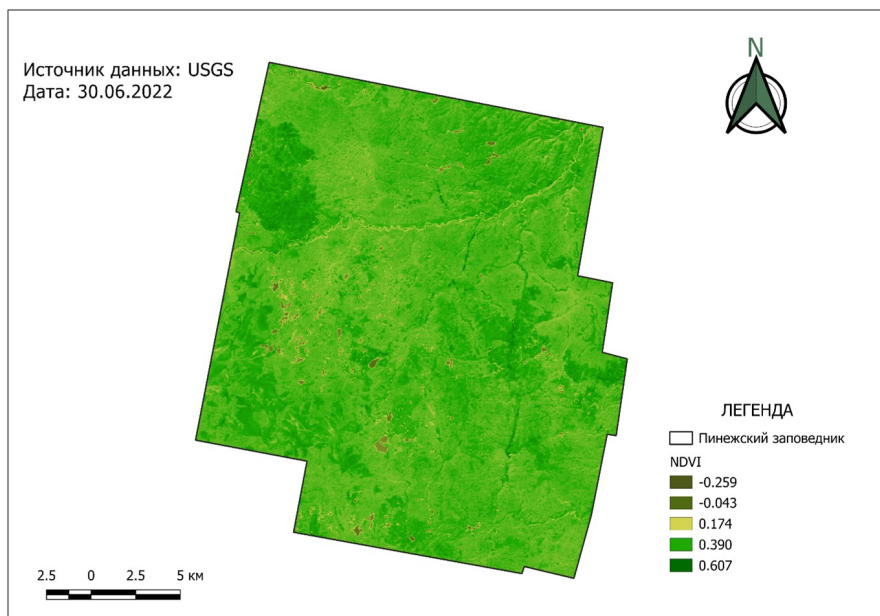 Источник данных: USGS
Дата: 30.06.2022
N
ЛЕГЕНДА
Пинежский заповедник
NDVI
-0.259
-0.043
0.174
0.390
0.607
2.5 0 2.5 5 км